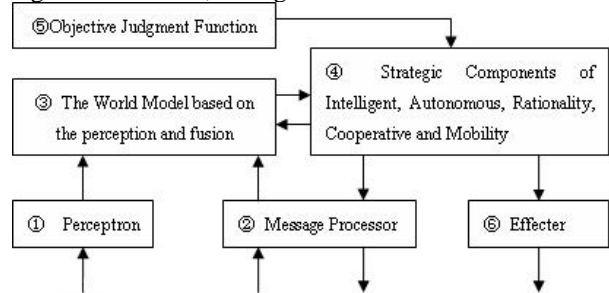 ⑤Objective Judgment Function
④ Strategic Components of
Intelligent, Autonomous, Rationality,
Cooperative and Mobility
③ The World Model based on
the perception and fusion
① Perceptron
② Message Processor
⑥ Effecter